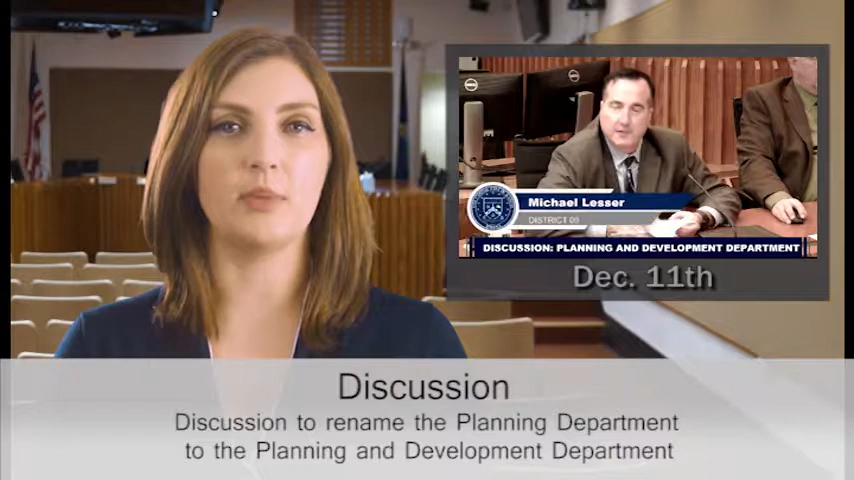 Michael Lesser
DISTRICT 09
DISCUSSION: PLANNING AND DEVELOPMENT DEPARTMENT
Dec. 11th
Discussion
Discussion to rename the Planning Department
to the Planning and Development Department